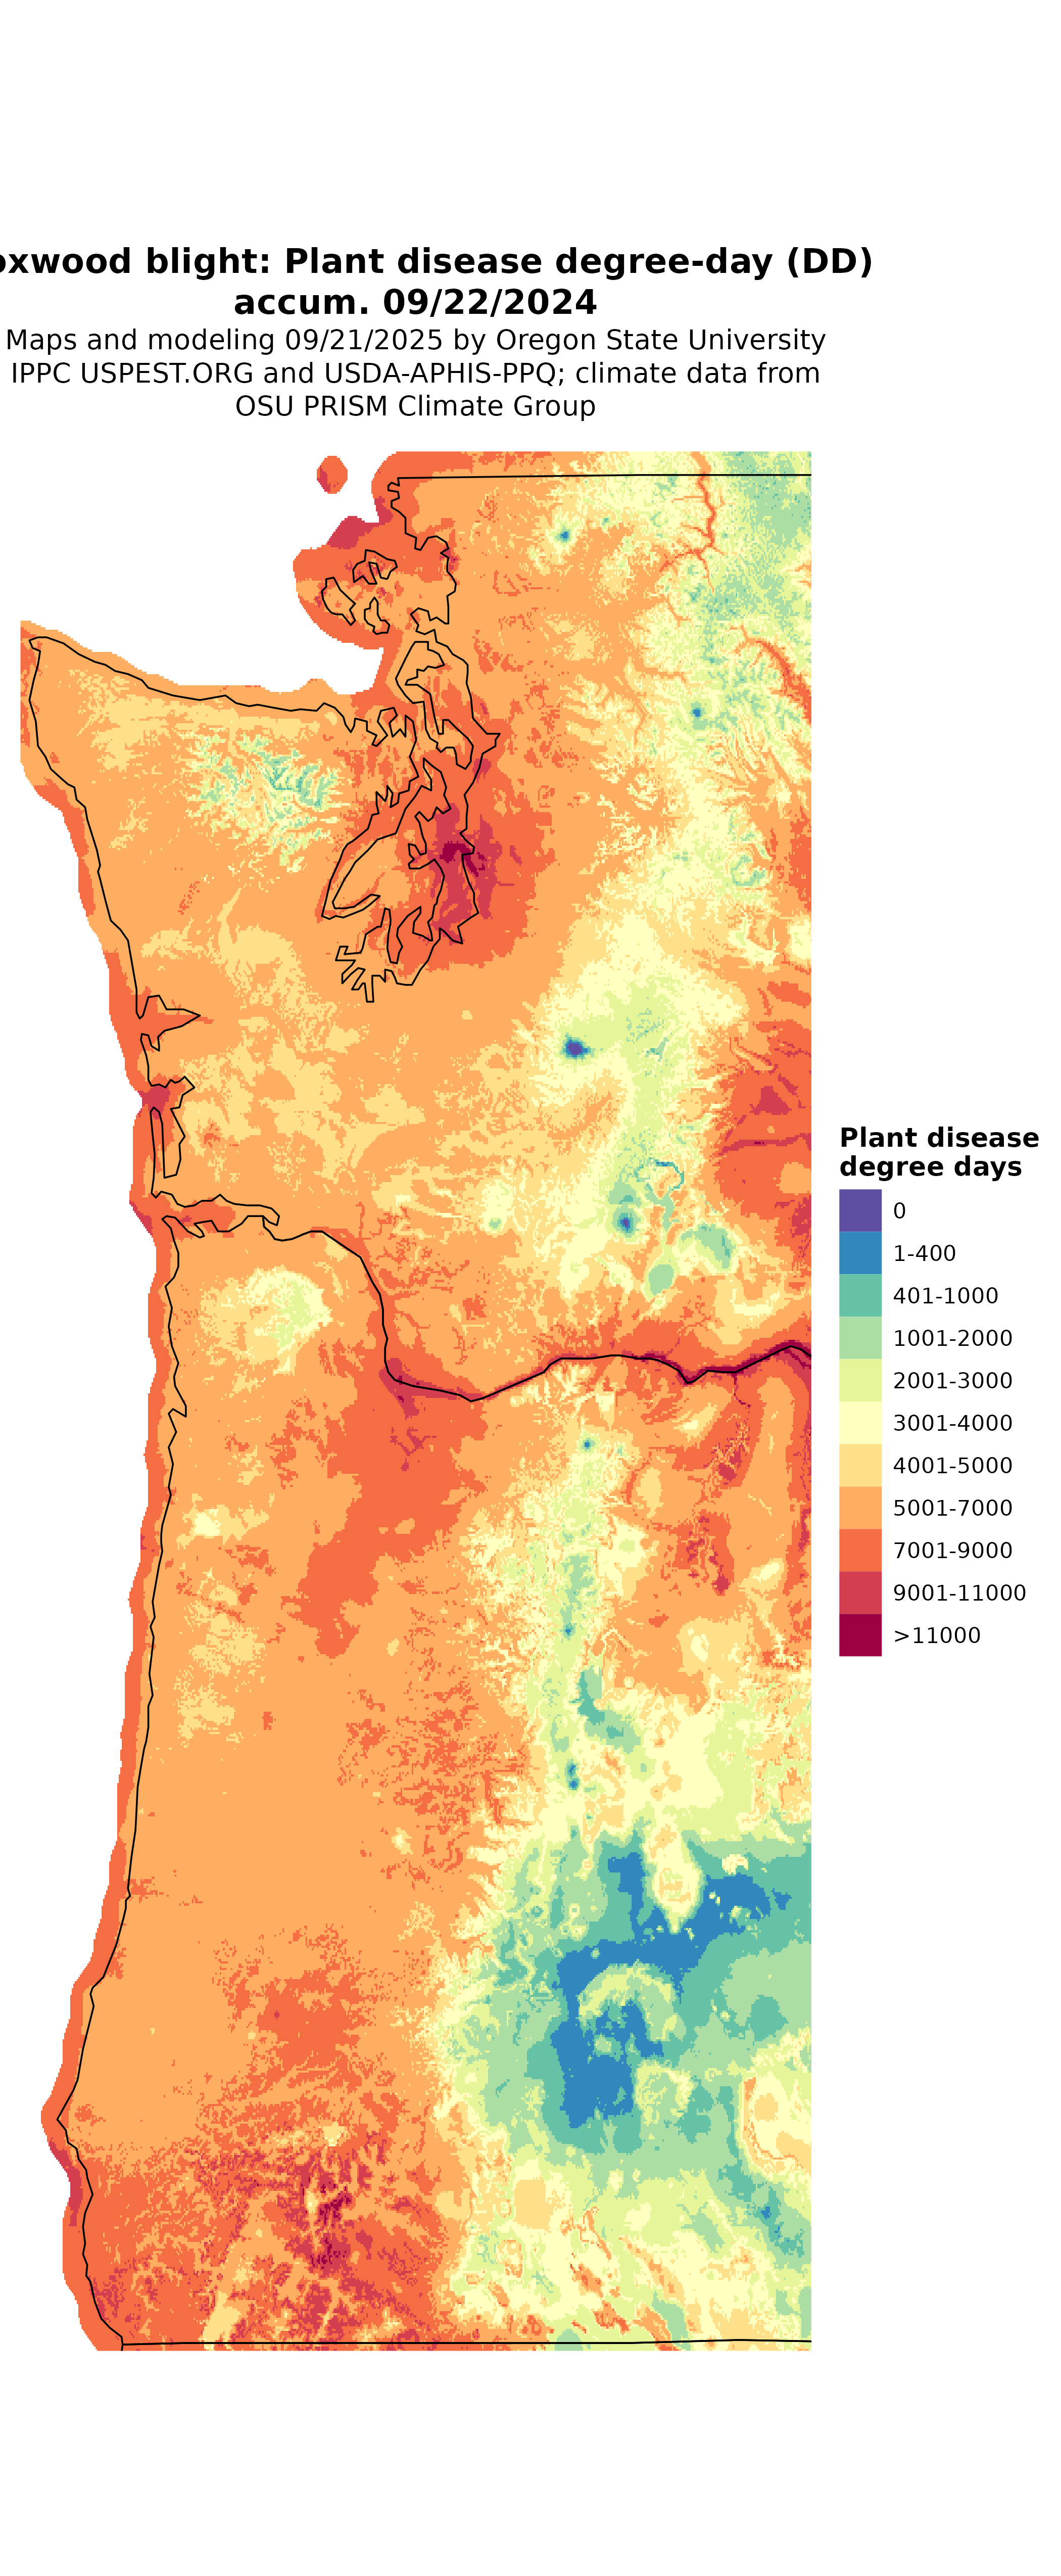 oxwood blight: Plant disease degree-day (DD)
accum. 09/22/2024
Maps and modeling 09/21/2025 by Oregon State University
IPPC USPEST.ORG and USDA-APHIS-PPQ; climate data from
OSU PRISM Climate Group
Plant disease
degree days
0
1-400
401-1000
1001-2000
2001-3000
3001-4000
4001-5000
5001-7000
7001-9000
9001-11000
>11000